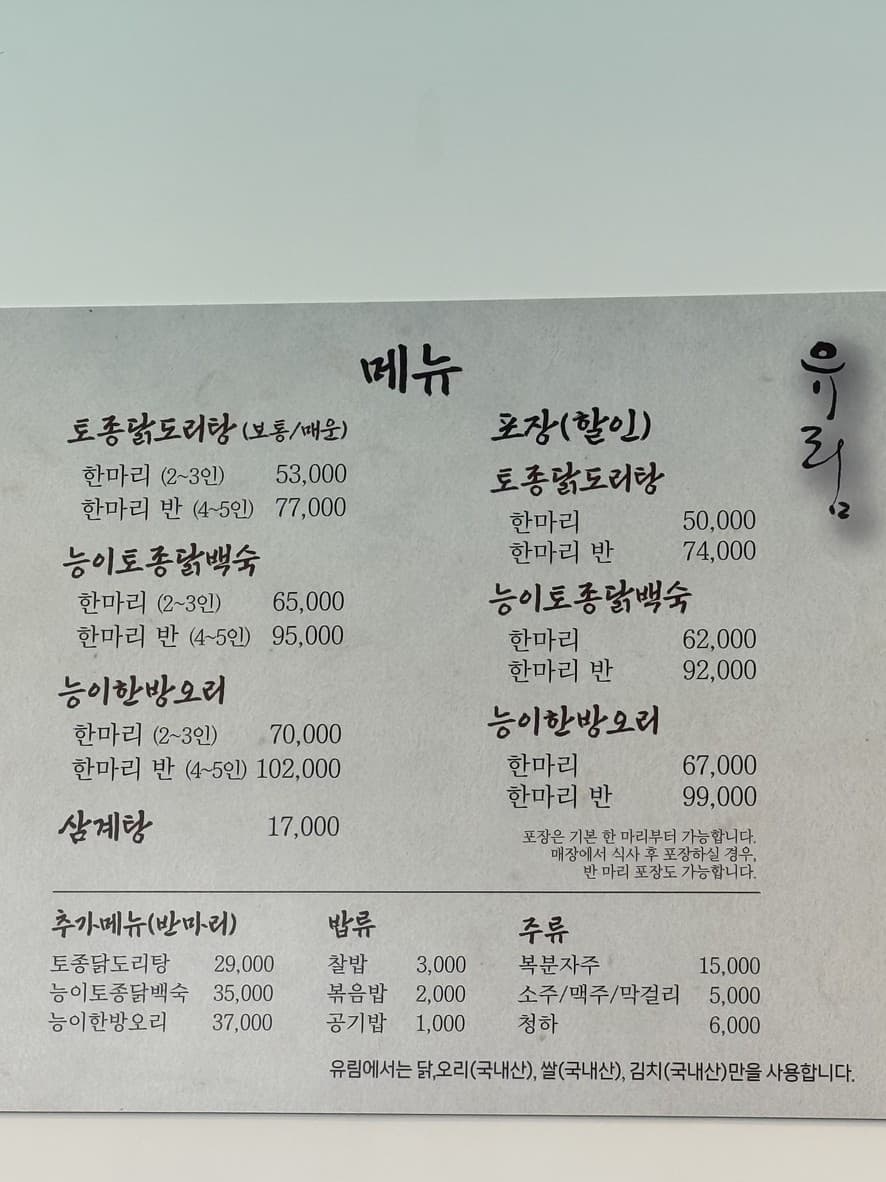 메뉴
유림
토종닭도리탕 (보통/매운)
한마리 (2~3인) 53,000
한마리 반 (4~5인) 77,000
능이토종닭백숙
한마리 (2~3인) 65,000
한마리 반 (4~5인) 95,000
능이한방오리
한마리 (2~3인) 70,000
한마리 반 (4~5인) 102,000
삼계탕 17,000
포장(할인)
토종닭도리탕
한마리 50,000
한마리 반 74,000
능이토종닭백숙
한마리 62,000
한마리 반 92,000
능이한방오리
한마리 67,000
한마리 반 99,000
포장은 기본 한 마리부터 가능합니다.
매장에서 식사 후 포장하실 경우,
반 마리 포장도 가능합니다.
추가메뉴(반마리)
토종닭도리탕 29,000
능이토종닭백숙 35,000
능이한방오리 37,000
밥류
찰밥 3,000
볶음밥 2,000
공기밥 1,000
주류
복분자주 15,000
소주/맥주/막걸리 5,000
청하 6,000
유림에서는 닭,오리(국내산), 쌀(국내산), 김치(국내산)만을 사용합니다.